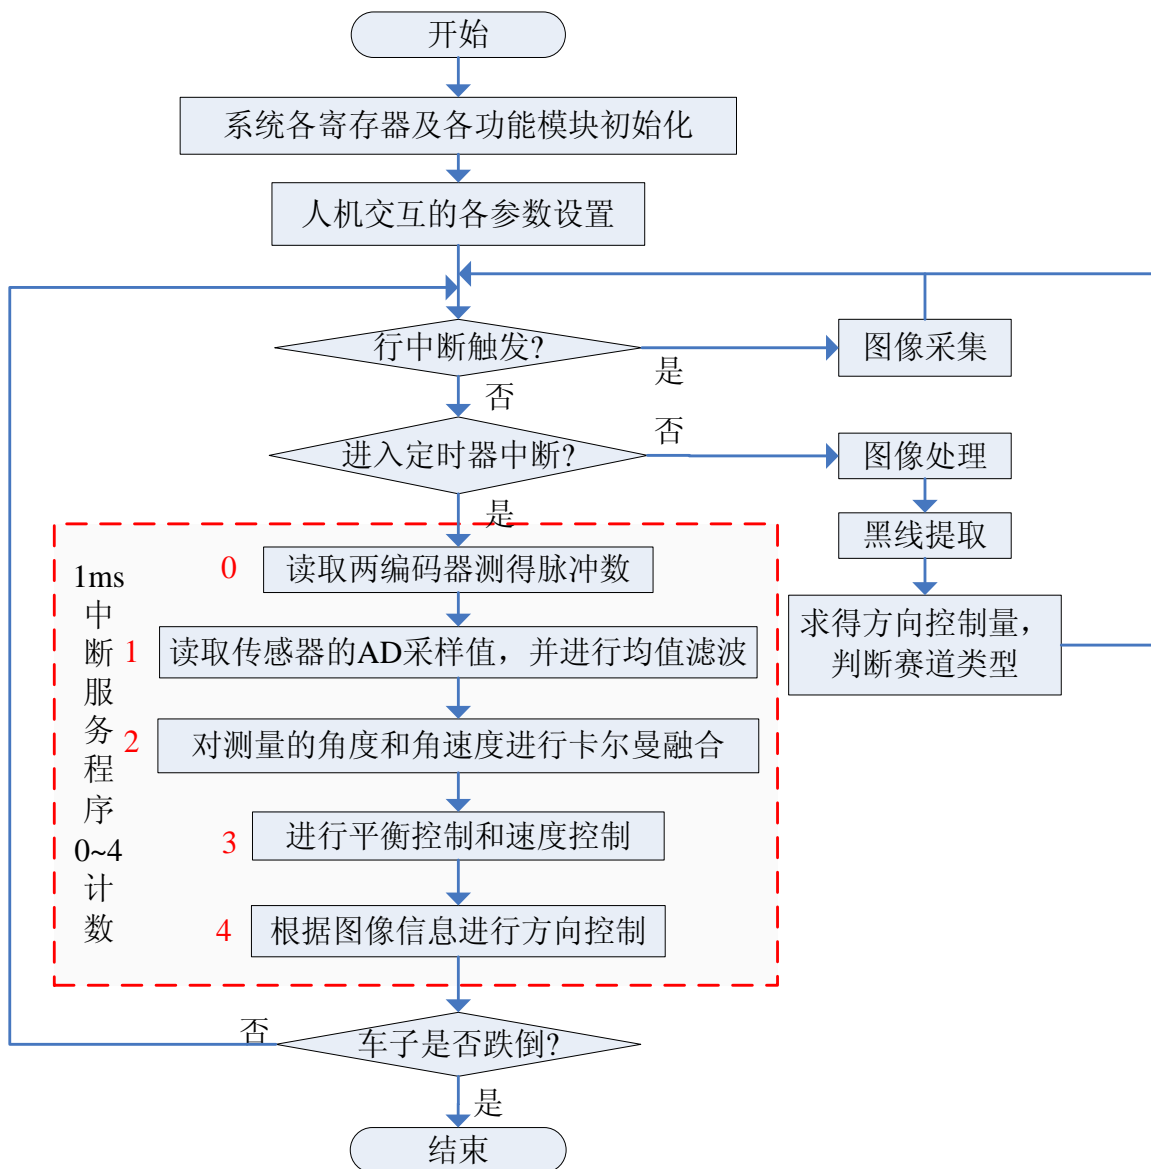 开始
系统各寄存器及各功能模块初始化
人机交互的各参数设置
行中断触发?
是
图像采集
否
进入定时器中断?
否
图像处理
是
黑线提取
求得方向控制量,
判断赛道类型
1ms
中
断
服
务
程
序
0~4
计
数
0
读取两编码器测得脉冲数
1
读取传感器的AD采样值，并进行均值滤波
2
对测量的角度和角速度进行卡尔曼融合
3
进行平衡控制和速度控制
4
根据图像信息进行方向控制
否
车子是否跌倒?
是
结束